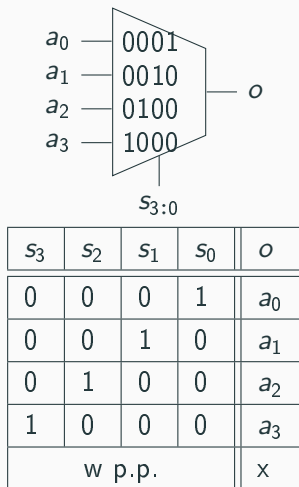 a₀ 0001
a₁ 0010 o
a₂ 0100
a₃ 1000
s₃:₀
s₃ s₂ s₁ s₀ o
0 0 0 1 a₀
0 0 1 0 a₁
0 1 0 0 a₂
1 0 0 0 a₃
w p.p. x